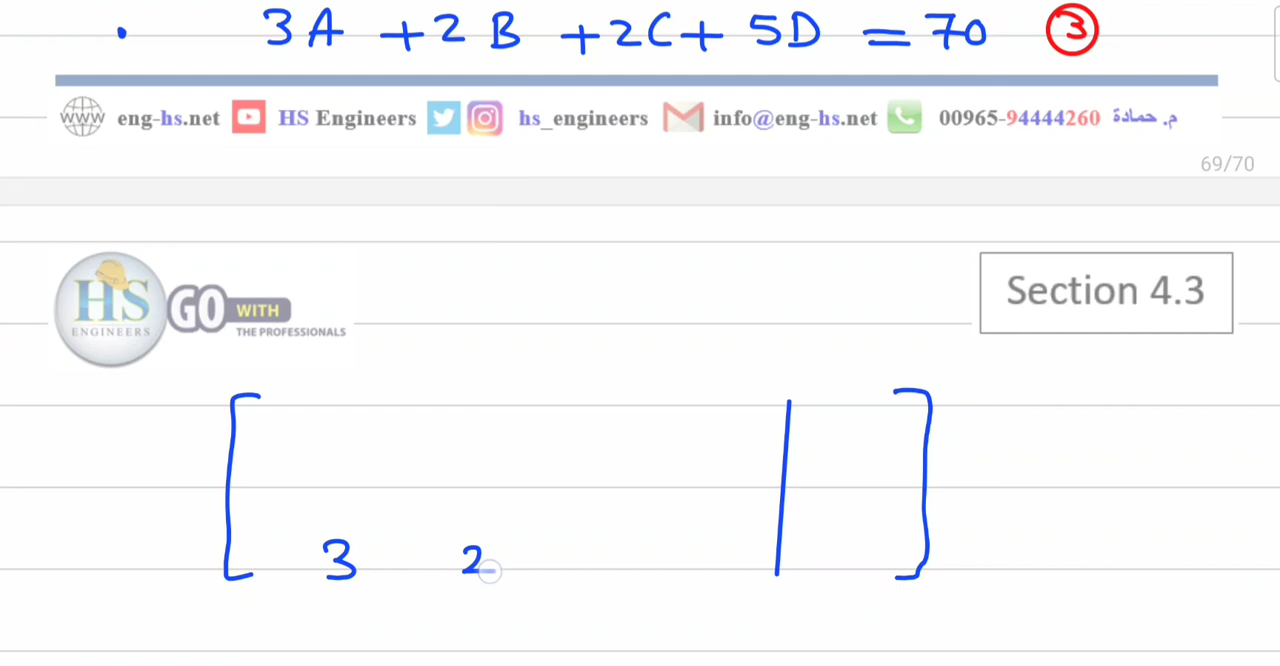 . 3A +2B +2C+ 5D = 70 ③
www eng-hs.net HS Engineers hs_engineers info@eng-hs.net 00965-94444260 م. حمادة
69/70
HS ENGINEERS GO WITH THE PROFESSIONALS
Section 4.3
3 2